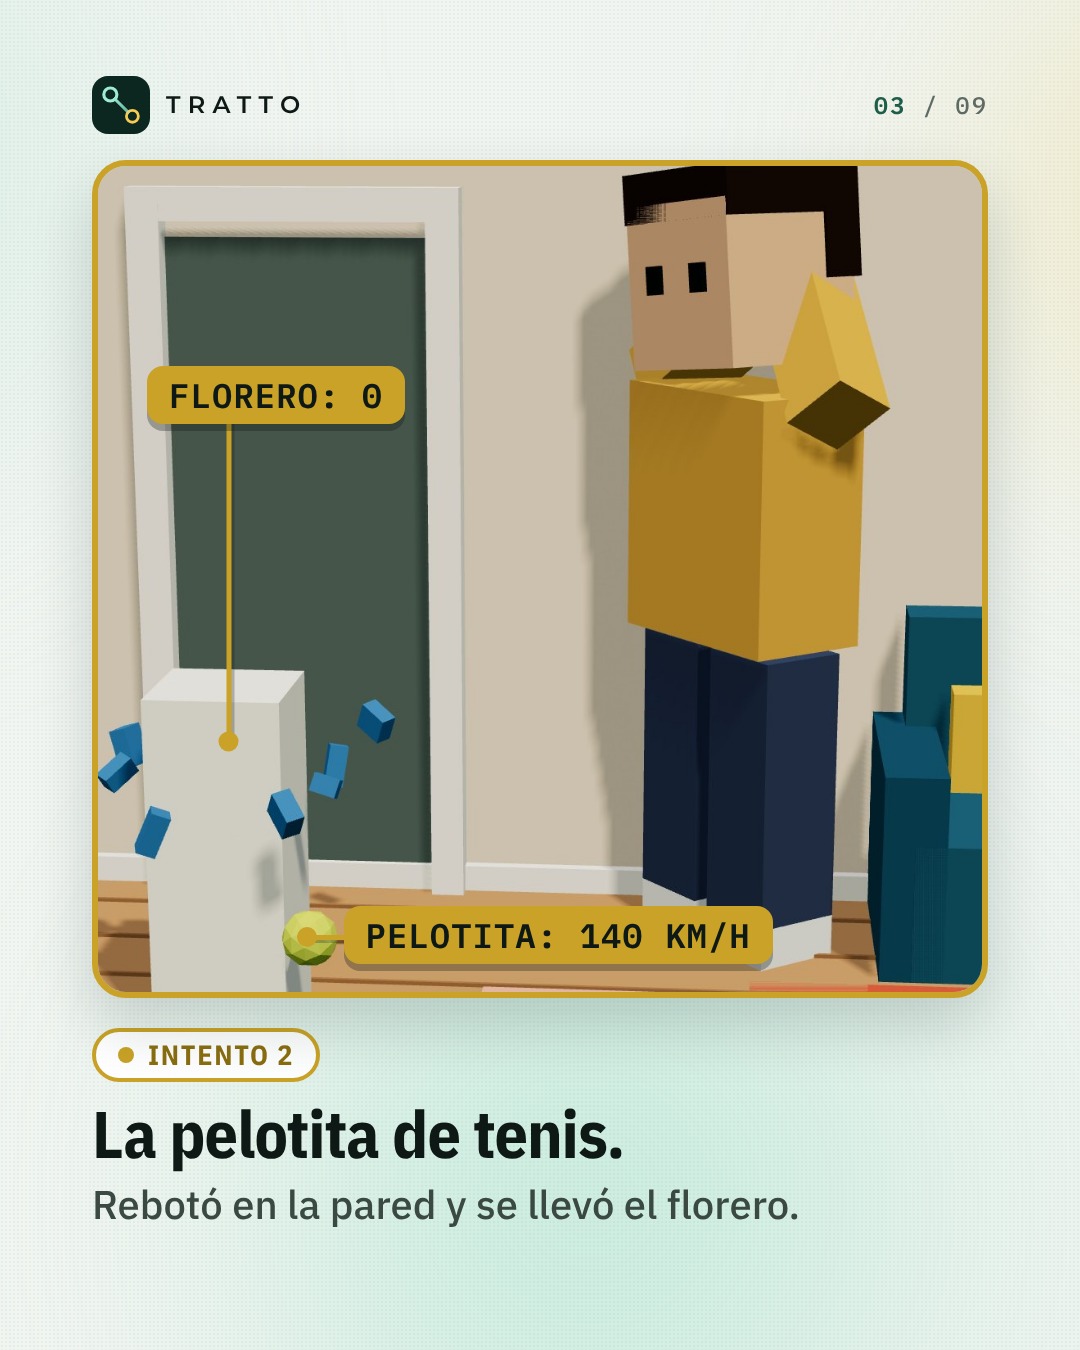 TRATTO
03 / 09
FLORERO: 0
PELOTITA: 140 KM/H
INTENTO 2
La pelotita de tenis.
Rebotó en la pared y se llevó el florero.